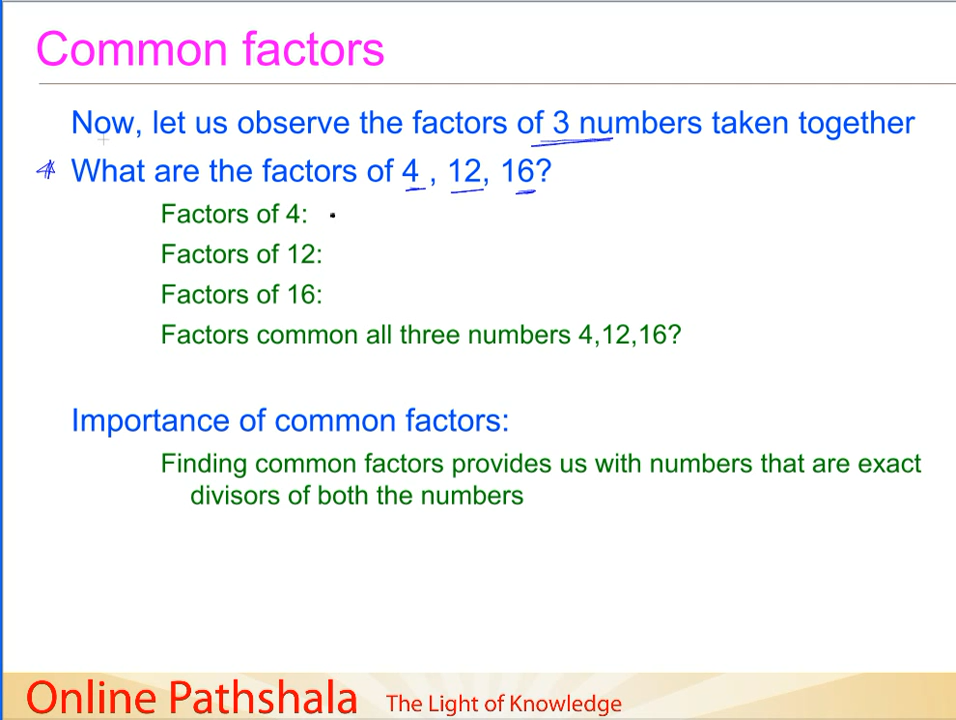 Common factors
Now, let us observe the factors of 3 numbers taken together
What are the factors of 4 , 12, 16?
Factors of 4:
Factors of 12:
Factors of 16:
Factors common all three numbers 4,12,16?
Importance of common factors:
Finding common factors provides us with numbers that are exact
divisors of both the numbers
Online Pathshala The Light of Knowledge